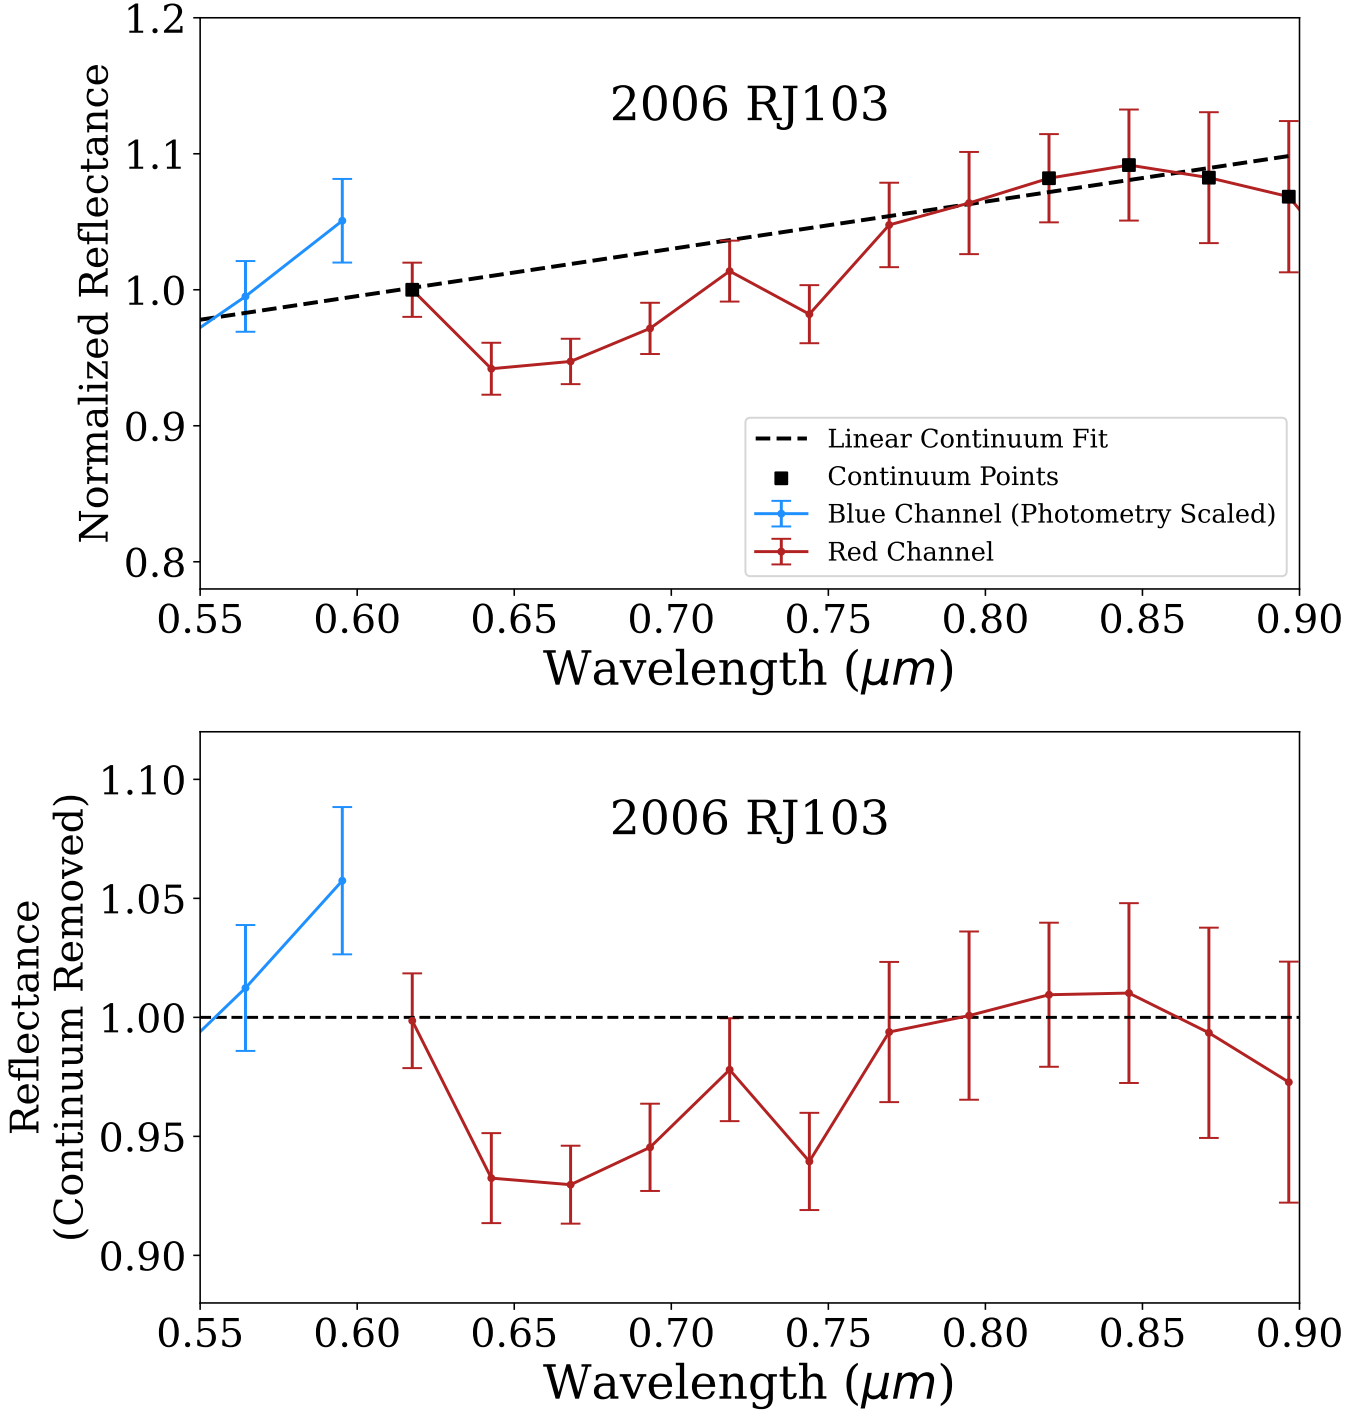 1.2
1.1
1.0
0.9
0.8
Normalized Reflectance
2006 RJ103
Linear Continuum Fit
Continuum Points
Blue Channel (Photometry Scaled)
Red Channel
0.55 0.60 0.65 0.70 0.75 0.80 0.85 0.90
Wavelength (μm)
1.10
1.05
1.00
0.95
0.90
Reflectance
(Continuum Removed)
2006 RJ103
0.55 0.60 0.65 0.70 0.75 0.80 0.85 0.90
Wavelength (μm)